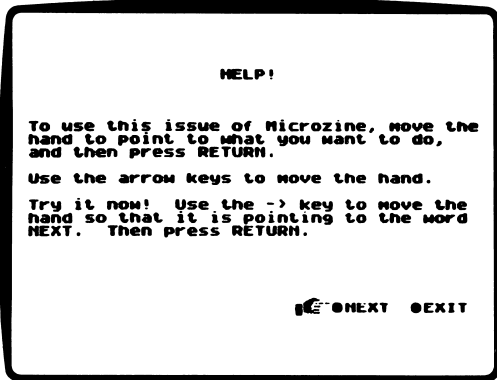 HELP!
To use this issue of Microzine, move the
hand to point to what you want to do,
and then press RETURN.
Use the arrow keys to move the hand.
Try it now!  Use the -> key to move the
hand so that it is pointing to the word
NEXT.  Then press RETURN.
NEXT  EXIT